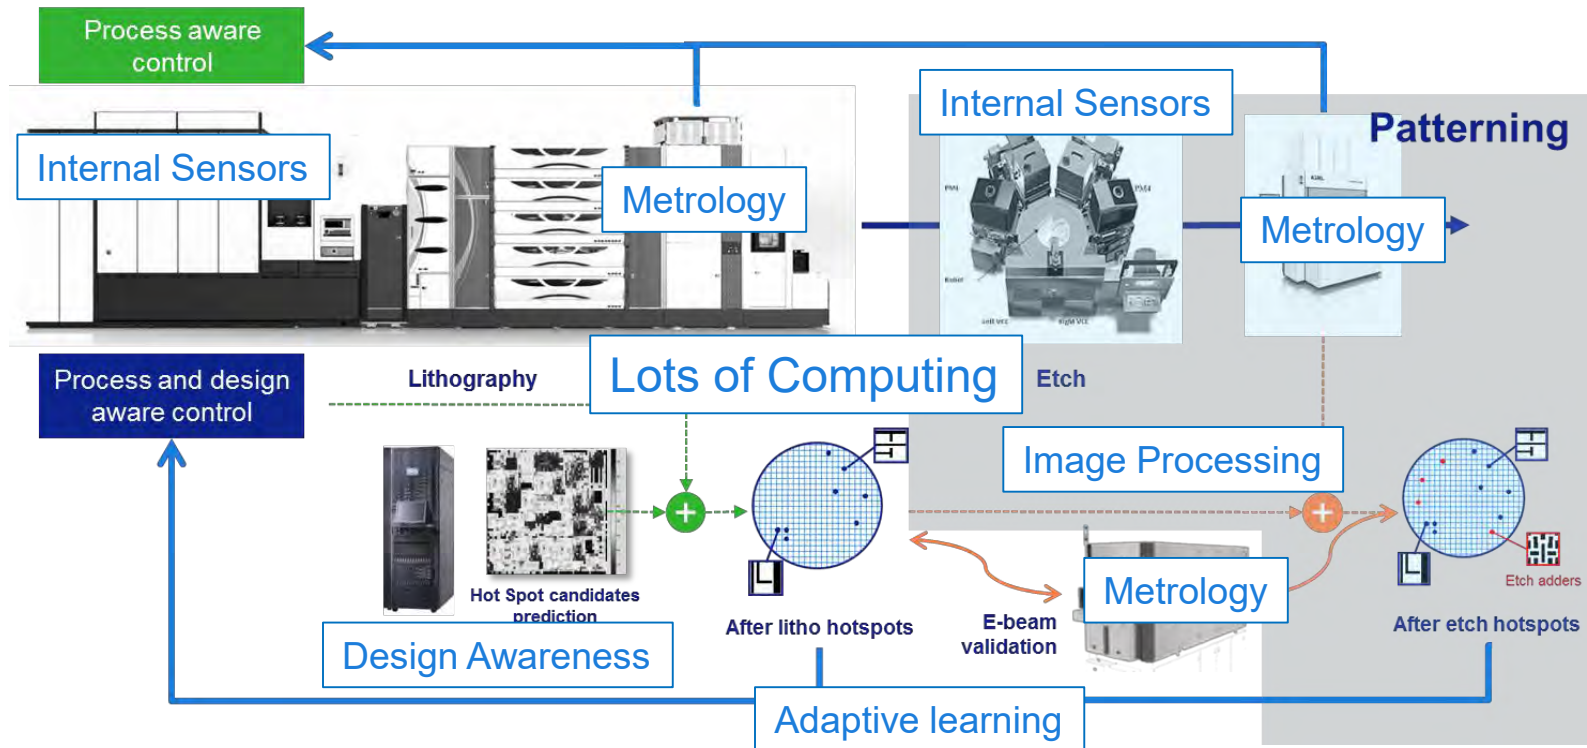 Process aware
control
Internal Sensors
Patterning
Internal Sensors
Metrology
Metrology
PM4
Process and design
aware control
Lithography
Lots of Computing
Etch
Image Processing
Hot Spot candidates
prediction
After litho hotspots
E-beam
validation
Metrology
Etch adders
After etch hotspots
Design Awareness
Adaptive learning